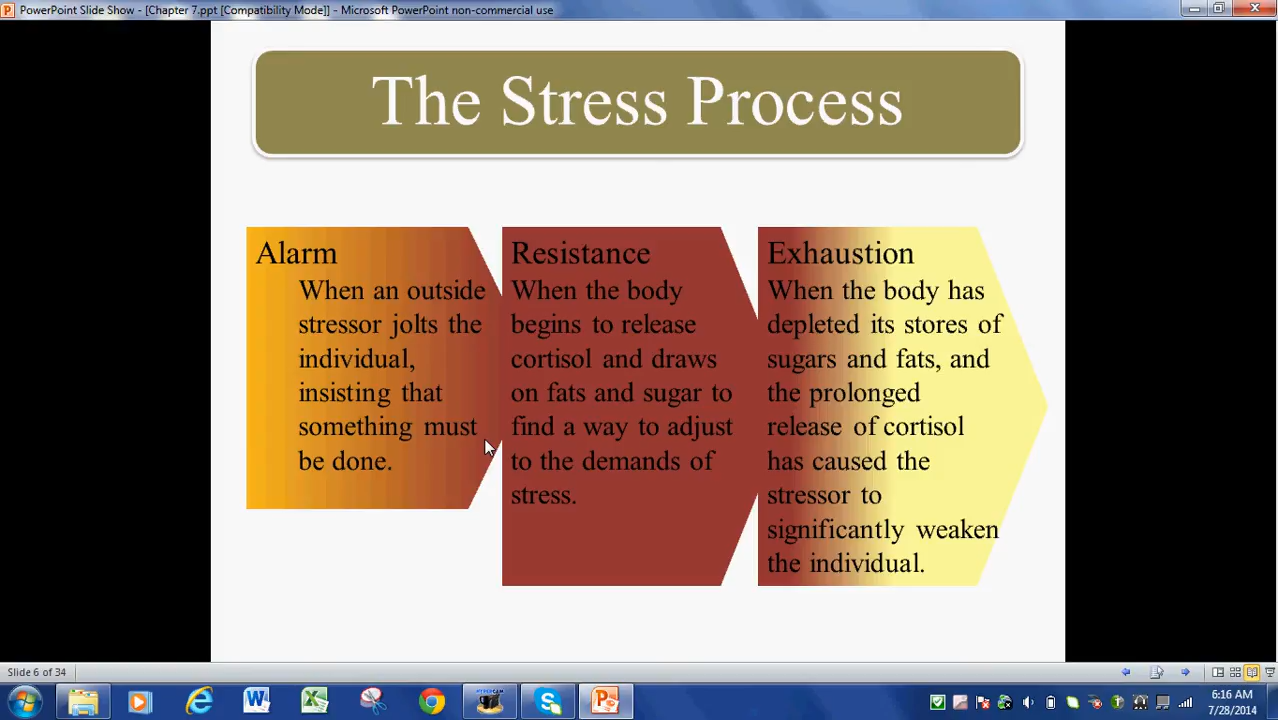 PowerPoint Slide Show - [Chapter 7.ppt [Compatibility Mode]] - Microsoft PowerPoint non-commercial use
The Stress Process
Alarm
When an outside
stressor jolts the
individual,
insisting that
something must
be done.
Resistance
When the body
begins to release
cortisol and draws
on fats and sugar to
find a way to adjust
to the demands of
stress.
Exhaustion
When the body has
depleted its stores of
sugars and fats, and
the prolonged
release of cortisol
has caused the
stressor to
significantly weaken
the individual.
Slide 6 of 34
HYPERCAM
6:16 AM
7/28/2014